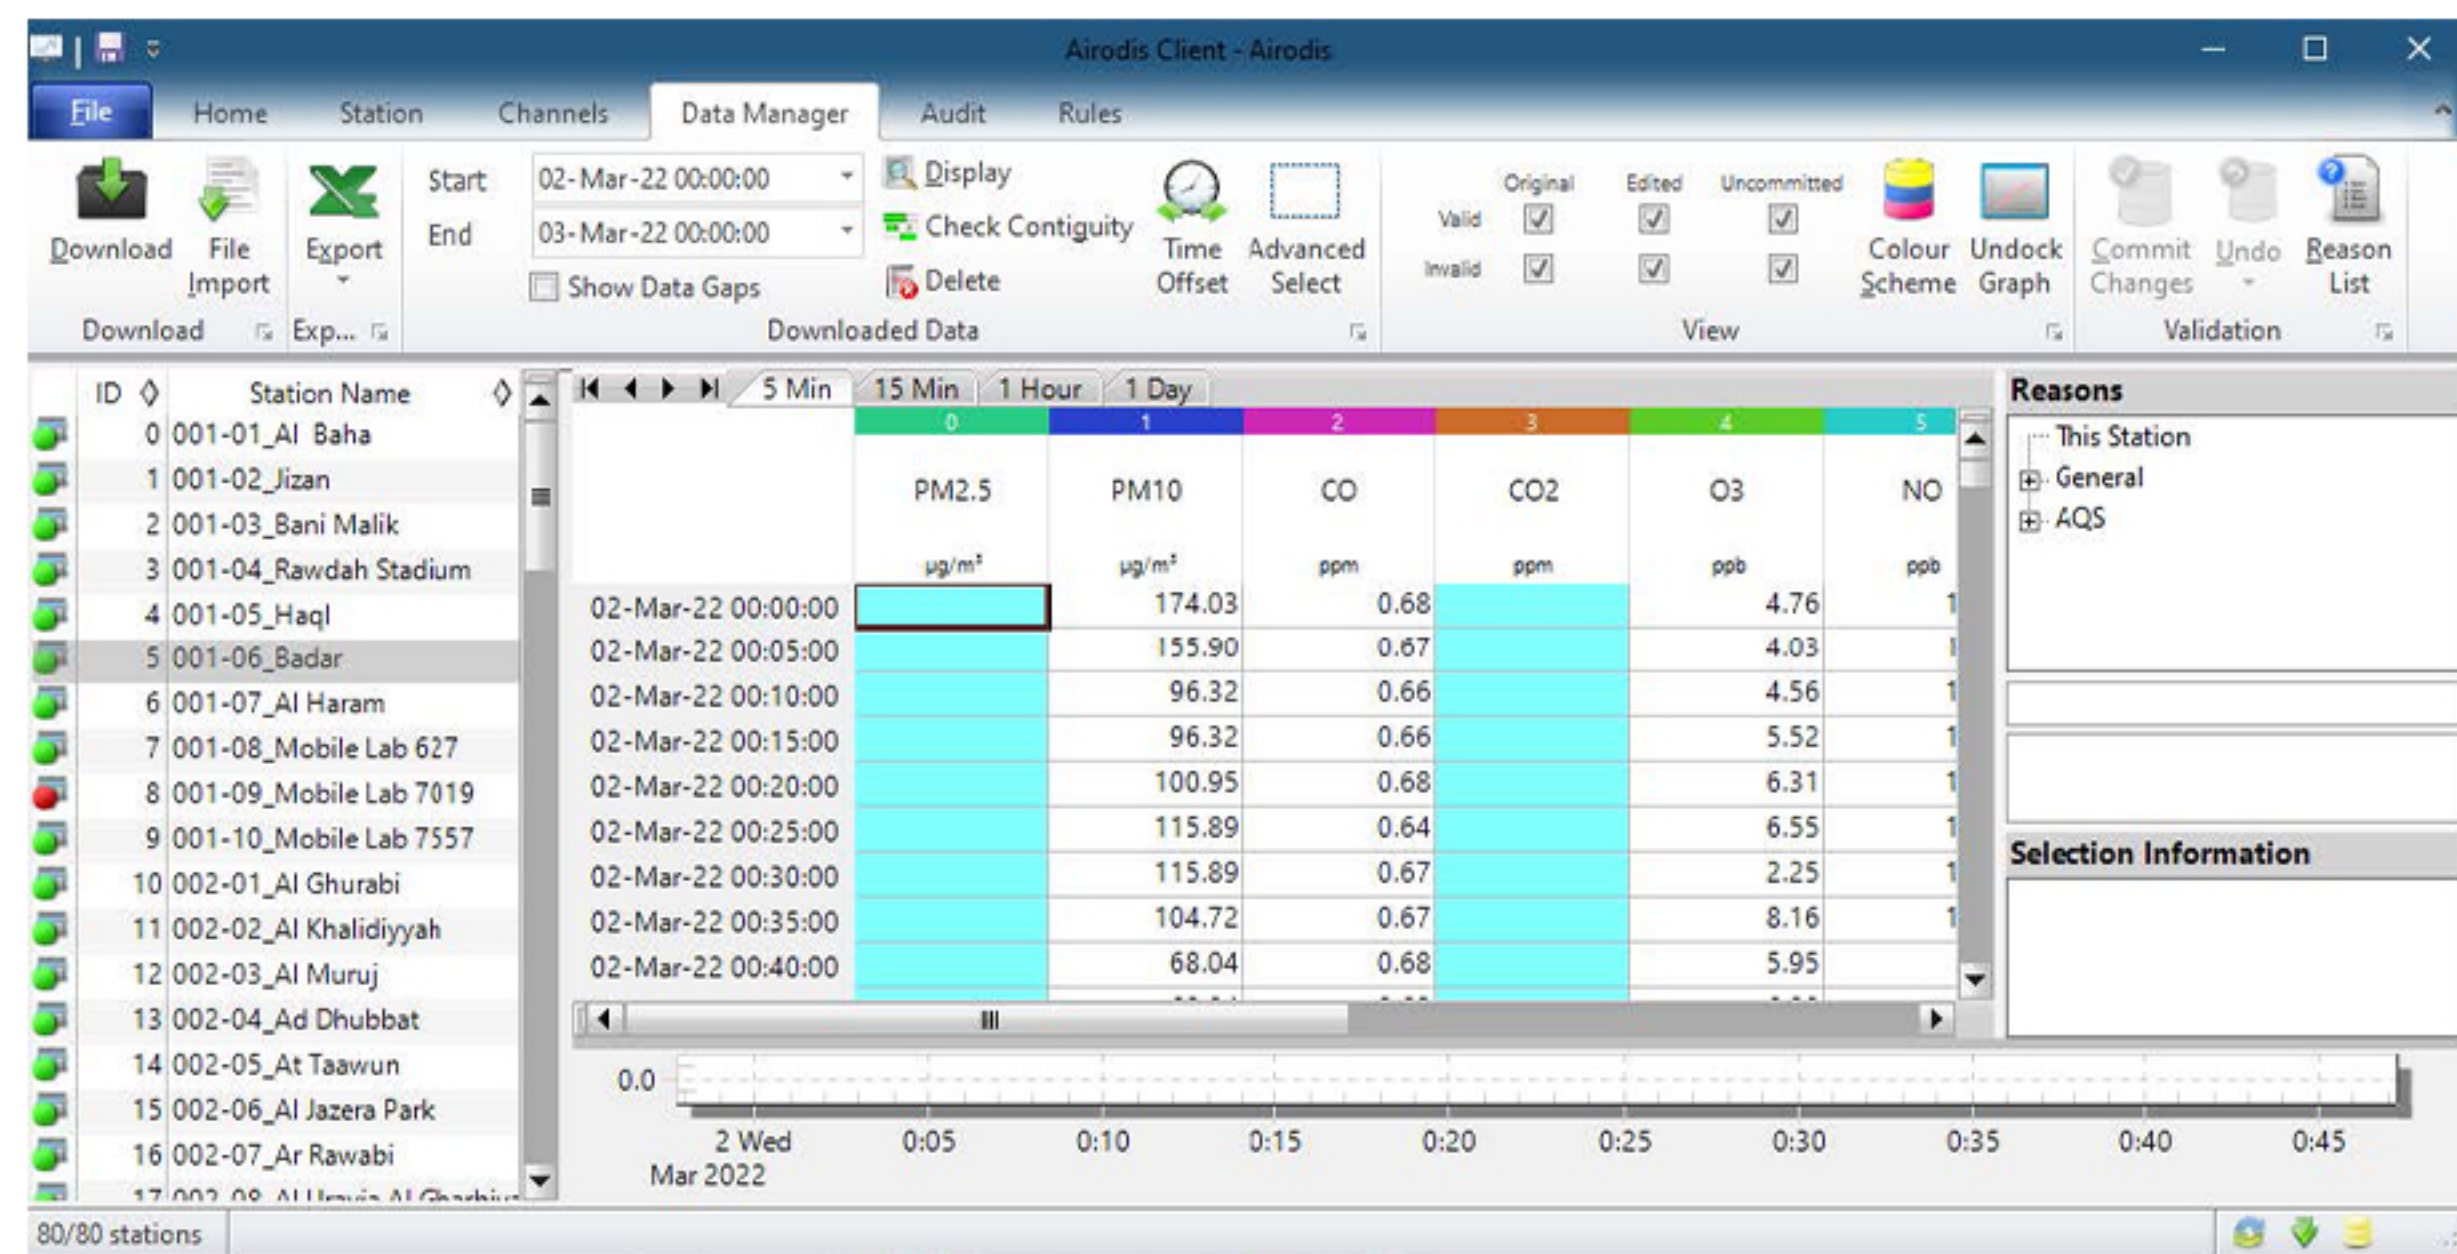 Airodis Client - Airodis
File Home Station Channels Data Manager Audit Rules
Download
File Import
Export
Start 02-Mar-22 00:00:00
End 03-Mar-22 00:00:00
Show Data Gaps
Display
Check Contiguity
Delete
Time Offset
Advanced Select
Original Edited Uncommitted
Valid
Invalid
Colour Scheme
Undock Graph
Commit Changes
Undo
Reason List
Download Exp... Downloaded Data View Validation
ID Station Name
0 001-01_Al Baha
1 001-02_Jizan
2 001-03_Bani Malik
3 001-04_Rawdah Stadium
4 001-05_Haql
5 001-06_Badar
6 001-07_Al Haram
7 001-08_Mobile Lab 627
8 001-09_Mobile Lab 7019
9 001-10_Mobile Lab 7557
10 002-01_Al Ghurabi
11 002-02_Al Khalidiyyah
12 002-03_Al Muruj
13 002-04_Ad Dhubbat
14 002-05_At Taawun
15 002-06_Al Jazera Park
16 002-07_Ar Rawabi
17 002-08
5 Min 15 Min 1 Hour 1 Day
0 1 2 3 4 5
PM2.5 PM10 CO CO2 O3 NO
µg/m³ µg/m³ ppm ppm ppb ppb
02-Mar-22 00:00:00 174.03 0.68 4.76 1
02-Mar-22 00:05:00 155.90 0.67 4.03 1
02-Mar-22 00:10:00 96.32 0.66 4.56 1
02-Mar-22 00:15:00 96.32 0.66 5.52 1
02-Mar-22 00:20:00 100.95 0.68 6.31 1
02-Mar-22 00:25:00 115.89 0.64 6.55 1
02-Mar-22 00:30:00 115.89 0.67 2.25 1
02-Mar-22 00:35:00 104.72 0.67 8.16 1
02-Mar-22 00:40:00 68.04 0.68 5.95
Reasons
This Station
General
AQS
Selection Information
0.0
2 Wed 0:05 0:10 0:15 0:20 0:25 0:30 0:35 0:40 0:45
Mar 2022
80/80 stations